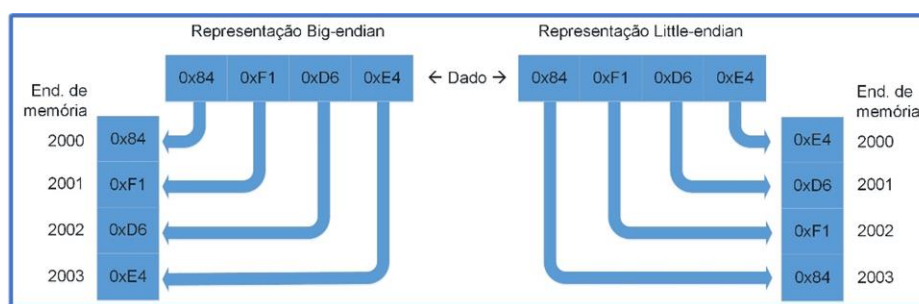 Representação Big-endian
Representação Little-endian
0x84 0xF1 0xD6 0xE4
← Dado →
0x84 0xF1 0xD6 0xE4
End. de
memória
End. de
memória
2000 0x84
0xE4 2000
2001 0xF1
0xD6 2001
2002 0xD6
0xF1 2002
2003 0xE4
0x84 2003